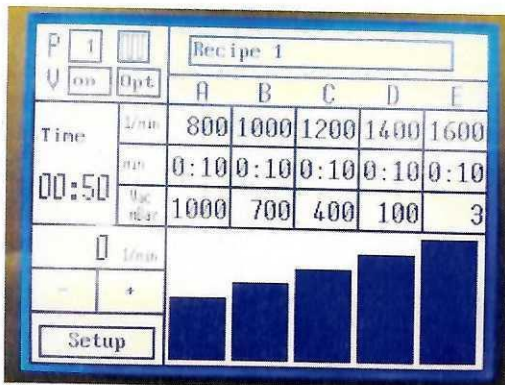 P 1
Recipe 1
V on Opt
A B C D E
Time
1/min 800 1000 1200 1400 1600
min 0:10 0:10 0:10 0:10 0:10
00:50
Vac mBar 1000 700 400 100 3
0 1/min
- +
Setup